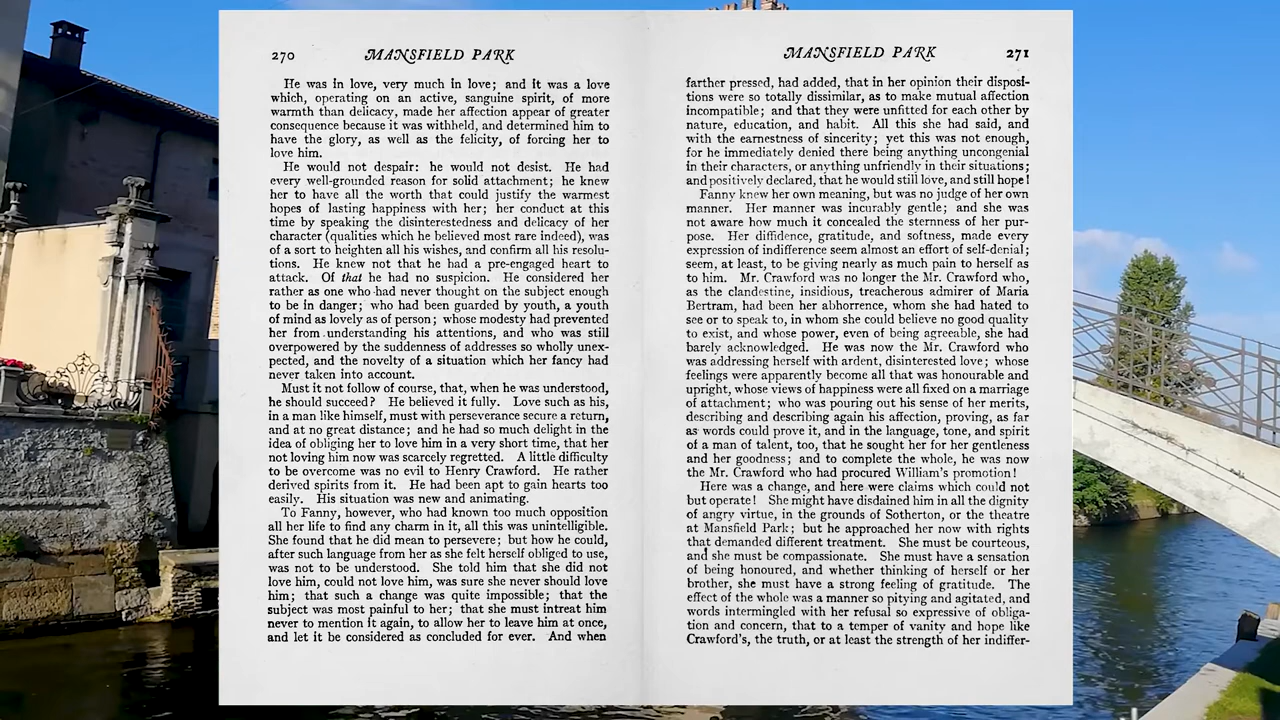 270 MANSFIELD PARK
He was in love, very much in love; and it was a love
which, operating on an active, sanguine spirit, of more
warmth than delicacy, made her affection appear of greater
consequence because it was withheld, and determined him to
have the glory, as well as the felicity, of forcing her to
love him.
He would not despair: he would not desist. He had
every well-grounded reason for solid attachment; he knew
her to have all the worth that could justify the warmest
hopes of lasting happiness with her; her conduct at this
time by speaking the disinterestedness and delicacy of her
character (qualities which he believed most rare indeed), was
of a sort to heighten all his wishes, and confirm all his resolu-
tions. He knew not that he had a pre-engaged heart to
attack. Of that he had no suspicion. He considered her
rather as one who had never thought on the subject enough
to be in danger; who had been guarded by youth, a youth
of mind as lovely as of person; whose modesty had prevented
her from understanding his attentions, and who was still
overpowered by the suddenness of addresses so wholly unex-
pected, and the novelty of a situation which her fancy had
never taken into account.
Must it not follow of course, that, when he was understood,
he should succeed? He believed it fully. Love such as his,
in a man like himself, must with perseverance secure a return,
and at no great distance; and he had so much delight in the
idea of obliging her to love him in a very short time, that her
not loving him now was scarcely regretted. A little difficulty
to be overcome was no evil to Henry Crawford. He rather
derived spirits from it. He had been apt to gain hearts too
easily. His situation was new and animating.
To Fanny, however, who had known too much opposition
all her life to find any charm in it, all this was unintelligible.
She found that he did mean to persevere; but how he could,
after such language from her as she felt herself obliged to use,
was not to be understood. She told him that she did not
love him, could not love him, was sure she never should love
him; that such a change was quite impossible; that the
subject was most painful to her; that she must intreat him
never to mention it again, to allow her to leave him at once,
and let it be considered as concluded for ever. And when
MANSFIELD PARK 271
farther pressed, had added, that in her opinion their disposi-
tions were so totally dissimilar, as to make mutual affection
incompatible; and that they were unfitted for each other by
nature, education, and habit. All this she had said, and
with the earnestness of sincerity; yet this was not enough,
for he immediately denied there being anything uncongenial
in their characters, or anything unfriendly in their situations;
and positively declared, that he would still love, and still hope!
Fanny knew her own meaning, but was no judge of her own
manner. Her manner was incurably gentle; and she was
not aware how much it concealed the sternness of her pur-
pose. Her diffidence, gratitude, and softness, made every
expression of indifference seem almost an effort of self-denial;
seem, at least, to be giving nearly as much pain to herself as
to him. Mr. Crawford was no longer the Mr. Crawford who,
as the clandestine, insidious, treacherous admirer of Maria
Bertram, had been her abhorrence, whom she had hated to
see or to speak to, in whom she could believe no good quality
to exist, and whose power, even of being agreeable, she had
barely acknowledged. He was now the Mr. Crawford who
was addressing herself with ardent, disinterested love; whose
feelings were apparently become all that was honourable and
upright, whose views of happiness were all fixed on a marriage
of attachment; who was pouring out his sense of her merits,
describing and describing again his affection, proving, as far
as words could prove it, and in the language, tone, and spirit
of a man of talent, too, that he sought her for her gentleness
and her goodness; and to complete the whole, he was now
the Mr. Crawford who had procured William's promotion!
Here was a change, and here were claims which could not
but operate! She might have disdained him in all the dignity
of angry virtue, in the grounds of Sotherton, or the theatre
at Mansfield Park; but he approached her now with rights
that demanded different treatment. She must be courteous,
and she must be compassionate. She must have a sensation
of being honoured, and whether thinking of herself or her
brother, she must have a strong feeling of gratitude. The
effect of the whole was a manner so pitying and agitated, and
words intermingled with her refusal so expressive of obliga-
tion and concern, that to a temper of vanity and hope like
Crawford's, the truth, or at least the strength of her indiffer-